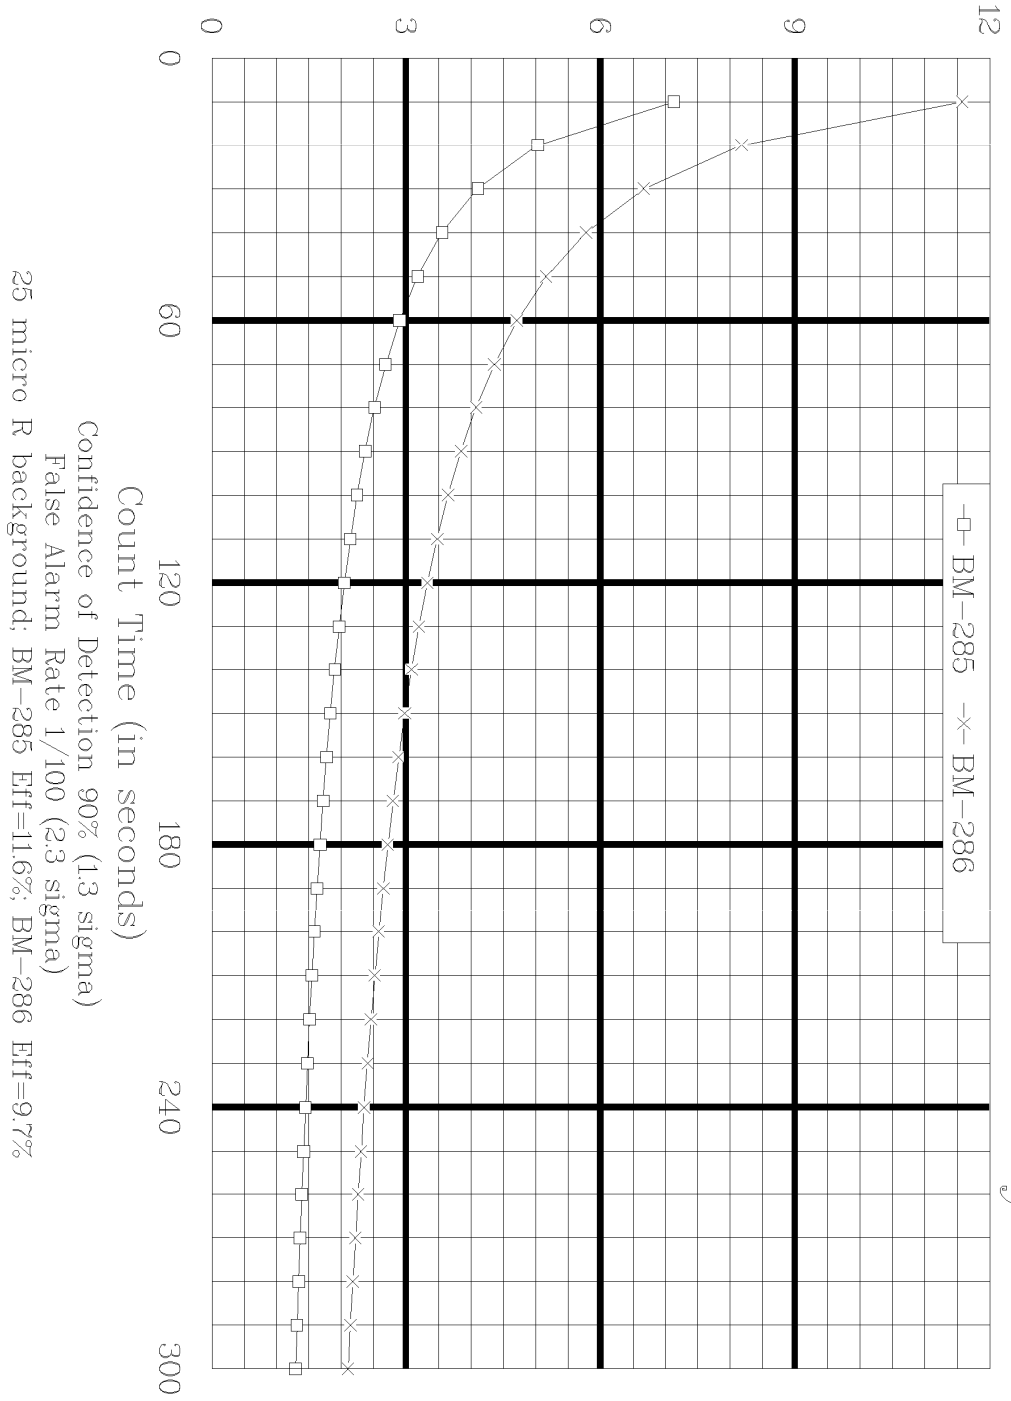 12
9
6
3
0
0
60
120
180
240
300
BM-285 BM-286
Count Time (in seconds)
Confidence of Detection 90% (1.3 sigma)
False Alarm Rate 1/100 (2.3 sigma)
25 micro R background; BM-285 Eff=11.6%; BM-286 Eff=9.7%